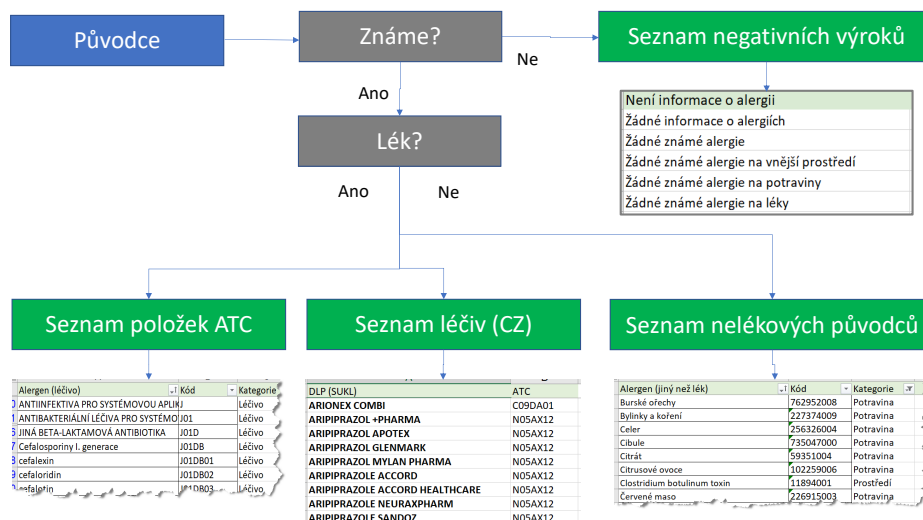 Původce
Známe?
Seznam negativních výroků
Ne
Ano
Není informace o alergii
Žádné informace o alergiích
Žádné známé alergie
Žádné známé alergie na vnější prostředí
Žádné známé alergie na potraviny
Žádné známé alergie na léky
Lék?
Ano Ne
Seznam položek ATC
Seznam léčiv (CZ)
Seznam nelékových původců
Alergen (léčivo) Kód Kategorie
ANTIINFEKTIVA PRO SYSTÉMOVOU APLIK J Léčivo
ANTIBAKTERIÁLNÍ LÉČIVA PRO SYSTÉMO J01 Léčivo
JINÁ BETA-LAKTAMOVÁ ANTIBIOTIKA J01D Léčivo
Cefalosporiny I. generace J01DB Léčivo
cefalexin J01DB01 Léčivo
cefaloridin J01DB02 Léčivo
cefalotin J01DB03 Léčivo
DLP (SUKL) ATC
ARIONEX COMBI C09DA01
ARIPIPRAZOL +PHARMA N05AX12
ARIPIPRAZOL APOTEX N05AX12
ARIPIPRAZOL GLENMARK N05AX12
ARIPIPRAZOL MYLAN PHARMA N05AX12
ARIPIPRAZOLE ACCORD N05AX12
ARIPIPRAZOLE ACCORD HEALTHCARE N05AX12
ARIPIPRAZOLE NEURAXPHARM N05AX12
ARIPIPRAZOLE SANDOZ N05AX12
Alergen (jiný než lék) Kód Kategorie
Burské ořechy 762952008 Potravina
Bylinky a koření 227374009 Potravina
Celer 256326004 Potravina
Cibule 735047000 Potravina
Citrát 59351004 Potravina
Citrusové ovoce 102259006 Potravina
Clostridium botulinum toxin 11894001 Prostředí
Červené maso 226915003 Potravina